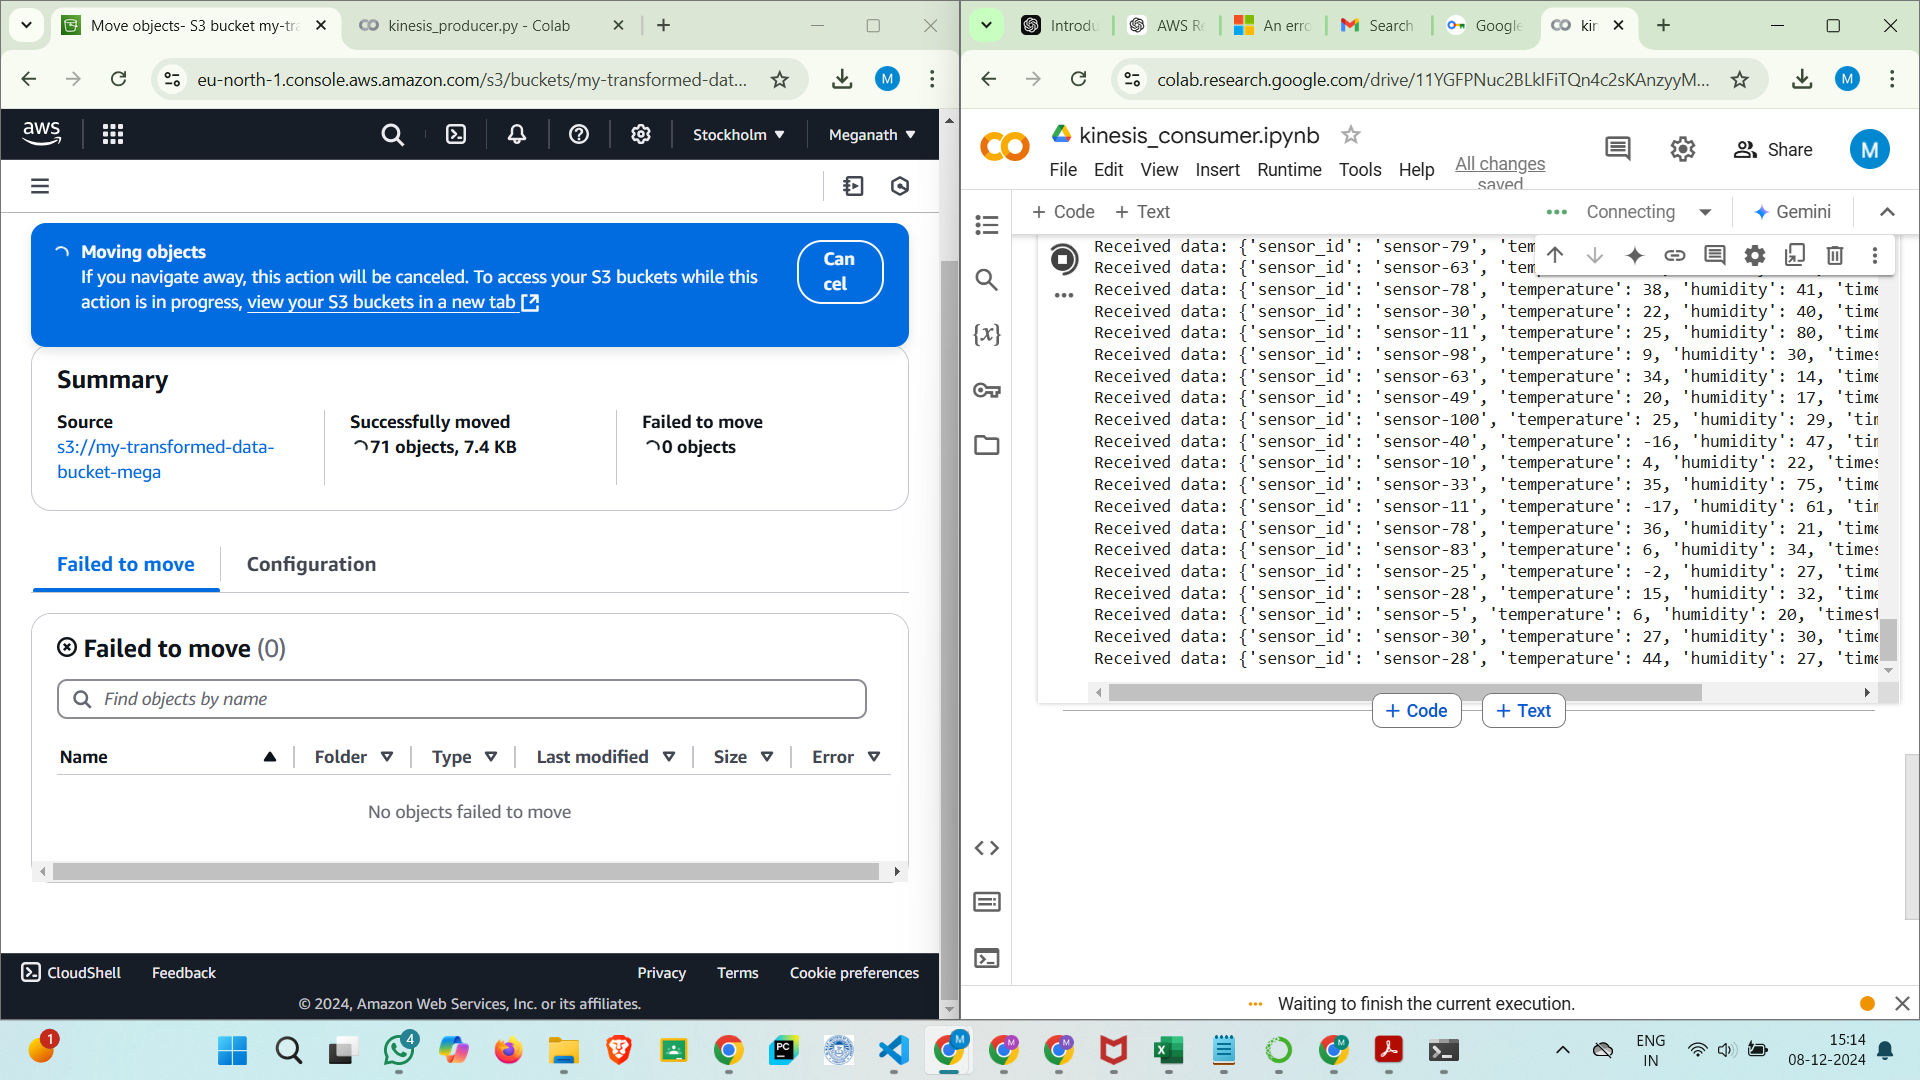 Move objects- S3 bucket my-tra
kinesis_producer.py - Colab
eu-north-1.console.aws.amazon.com/s3/buckets/my-transformed-dat...
M
aws
Stockholm
Meganath
Moving objects
If you navigate away, this action will be canceled. To access your S3 buckets while this
action is in progress, view your S3 buckets in a new tab
Can
cel
Summary
Source
s3://my-transformed-data-
bucket-mega
Successfully moved
71 objects, 7.4 KB
Failed to move
0 objects
Failed to move
Configuration
Failed to move (0)
Find objects by name
Name
Folder
Type
Last modified
Size
Error
No objects failed to move
CloudShell
Feedback
Privacy
Terms
Cookie preferences
© 2024, Amazon Web Services, Inc. or its affiliates.
Introdu
AWS Re
An erro
Search
Google
kin
colab.research.google.com/drive/11YGFPNuc2BLkIFiTQn4c2sKAnzyyM...
M
kinesis_consumer.ipynb
File Edit View Insert Runtime Tools Help
All changes
saved
Share
M
+ Code + Text
Connecting
Gemini
Received data: {'sensor_id': 'sensor-79', 'tem
Received data: {'sensor_id': 'sensor-63', 'tem
Received data: {'sensor_id': 'sensor-78', 'temperature': 38, 'humidity': 41, 'time
Received data: {'sensor_id': 'sensor-30', 'temperature': 22, 'humidity': 40, 'time
Received data: {'sensor_id': 'sensor-11', 'temperature': 25, 'humidity': 80, 'time
Received data: {'sensor_id': 'sensor-98', 'temperature': 9, 'humidity': 30, 'times
Received data: {'sensor_id': 'sensor-63', 'temperature': 34, 'humidity': 14, 'time
Received data: {'sensor_id': 'sensor-49', 'temperature': 20, 'humidity': 17, 'time
Received data: {'sensor_id': 'sensor-100', 'temperature': 25, 'humidity': 29, 'tim
Received data: {'sensor_id': 'sensor-40', 'temperature': -16, 'humidity': 47, 'tim
Received data: {'sensor_id': 'sensor-10', 'temperature': 4, 'humidity': 22, 'times
Received data: {'sensor_id': 'sensor-33', 'temperature': 35, 'humidity': 75, 'time
Received data: {'sensor_id': 'sensor-11', 'temperature': -17, 'humidity': 61, 'tim
Received data: {'sensor_id': 'sensor-78', 'temperature': 36, 'humidity': 21, 'time
Received data: {'sensor_id': 'sensor-83', 'temperature': 6, 'humidity': 34, 'times
Received data: {'sensor_id': 'sensor-25', 'temperature': -2, 'humidity': 27, 'time
Received data: {'sensor_id': 'sensor-28', 'temperature': 15, 'humidity': 32, 'time
Received data: {'sensor_id': 'sensor-5', 'temperature': 6, 'humidity': 20, 'timest
Received data: {'sensor_id': 'sensor-30', 'temperature': 27, 'humidity': 30, 'time
Received data: {'sensor_id': 'sensor-28', 'temperature': 44, 'humidity': 27, 'time
+ Code
+ Text
Waiting to finish the current execution.
1
4
ENG
IN
15:14
08-12-2024